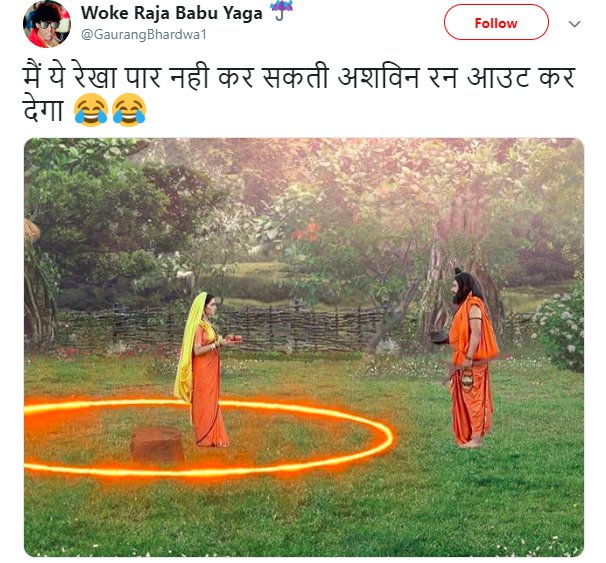 Woke Raja Babu Yaga ☔
@GaurangBhardwa1
Follow
मैं ये रेखा पार नही कर सकती अशविन रन आउट कर
देगा 😂😂